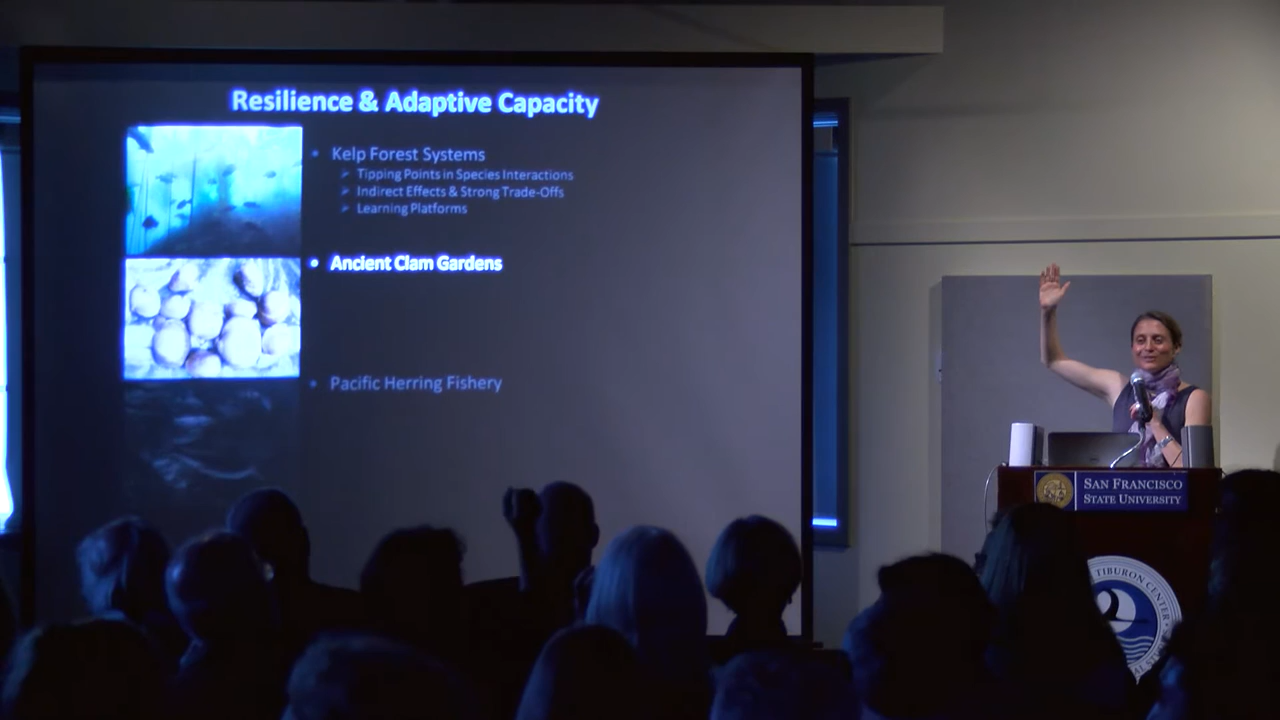 Resilience & Adaptive Capacity
• Kelp Forest Systems
➢ Tipping Points in Species Interactions
➢ Indirect Effects & Strong Trade-Offs
➢ Learning Platforms
• Ancient Clam Gardens
• Pacific Herring Fishery
SAN FRANCISCO
STATE UNIVERSITY
TIBURON CENTER